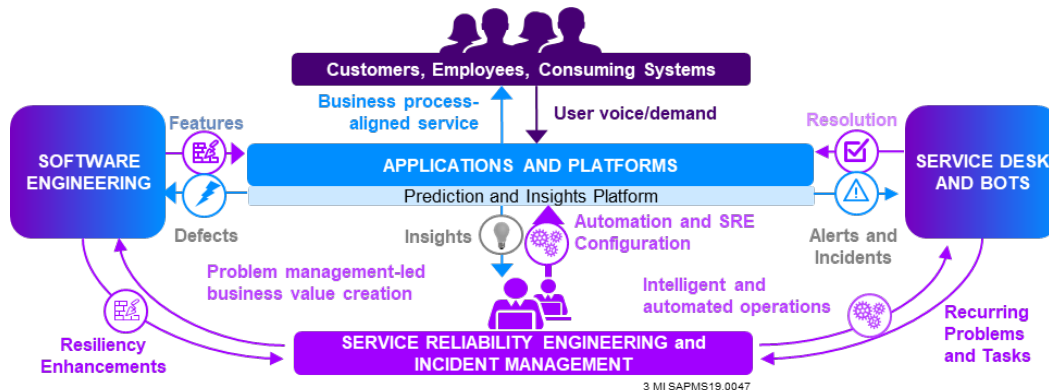 Customers, Employees, Consuming Systems
Business process-
aligned service
User voice/demand
Features
Resolution
SOFTWARE
ENGINEERING
APPLICATIONS AND PLATFORMS
SERVICE DESK
AND BOTS
Prediction and Insights Platform
Defects
Insights
Automation and SRE
Configuration
Alerts and
Incidents
Problem management-led
business value creation
Intelligent and
automated operations
Resiliency
Enhancements
Recurring
Problems
and Tasks
SERVICE RELIABILITY ENGINEERING and
INCIDENT MANAGEMENT
3 MI SAPMS19.0047